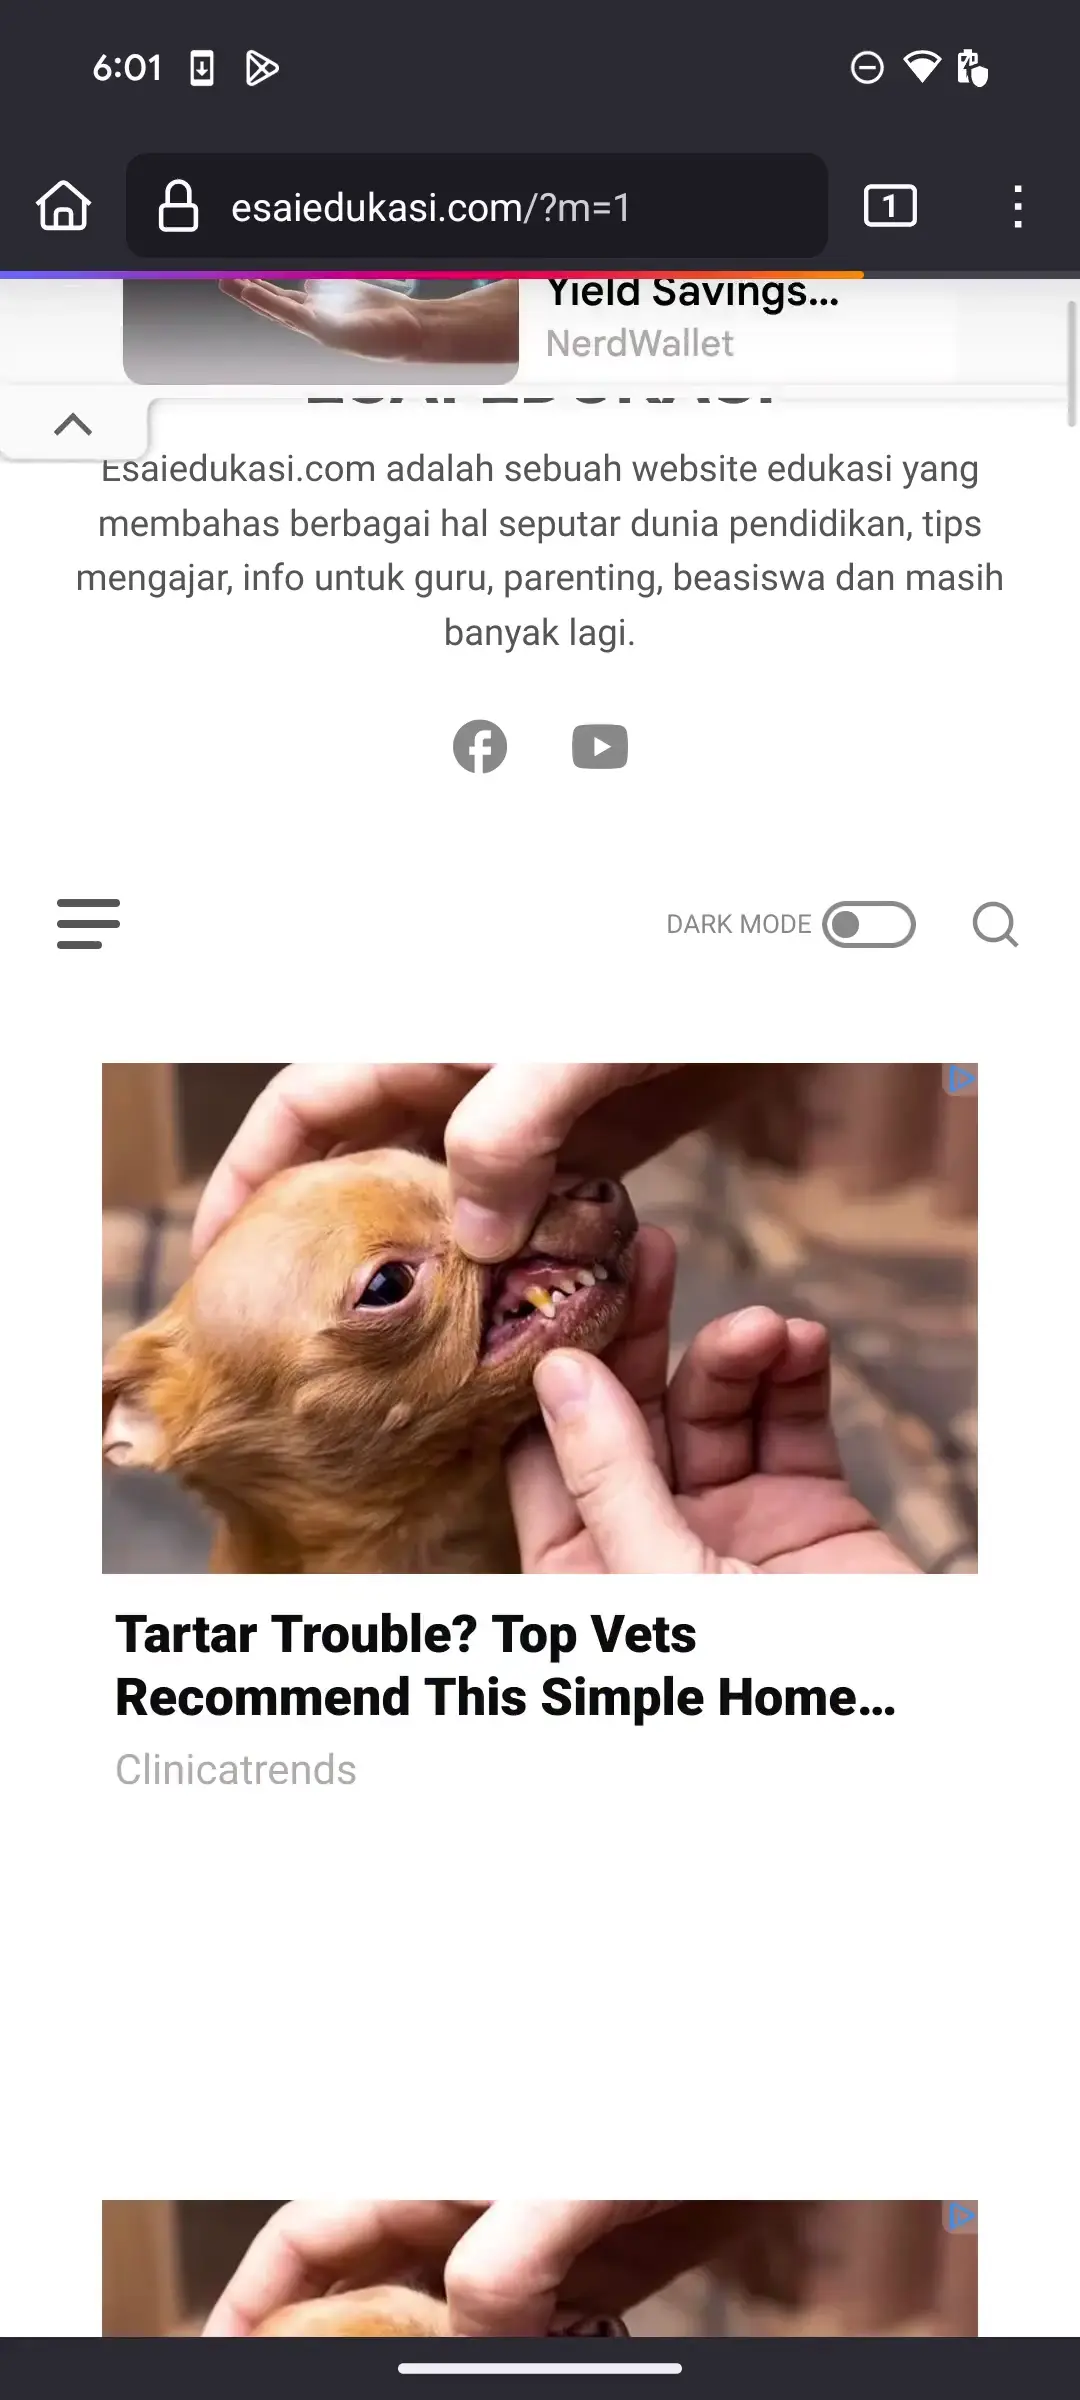 6:01
esaiedukasi.com/?m=1
1
Yield Savings...
NerdWallet
ESAI EDUKASI
Esaiedukasi.com adalah sebuah website edukasi yang
membahas berbagai hal seputar dunia pendidikan, tips
mengajar, info untuk guru, parenting, beasiswa dan masih
banyak lagi.
DARK MODE
Tartar Trouble? Top Vets
Recommend This Simple Home...
Clinicatrends